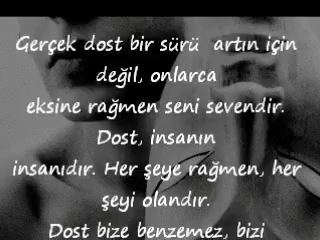 Gerçek dost bir sürü artın için
değil, onlarca
eksine rağmen seni sevendir.
Dost, insanın
insanıdır. Her şeye rağmen, her
şeyi olandır.
Dost bize benzemez, bizi